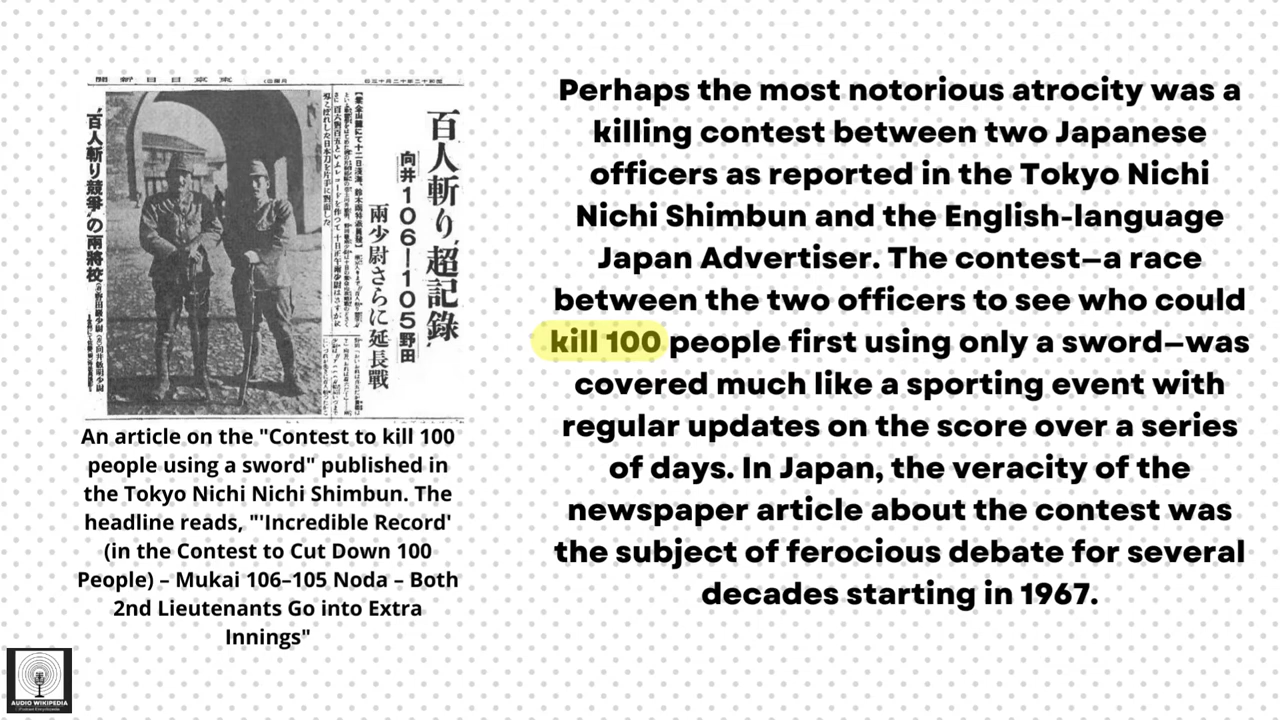 東京日日新聞
百人斬り“超記録”
向井106—105野田
両少尉さらに延長戦
“百人斬り競争”の両将校
An article on the "Contest to kill 100
people using a sword" published in
the Tokyo Nichi Nichi Shimbun. The
headline reads, "'Incredible Record'
(in the Contest to Cut Down 100
People) – Mukai 106–105 Noda – Both
2nd Lieutenants Go into Extra
Innings"
Perhaps the most notorious atrocity was a
killing contest between two Japanese
officers as reported in the Tokyo Nichi
Nichi Shimbun and the English-language
Japan Advertiser. The contest—a race
between the two officers to see who could
kill 100 people first using only a sword—was
covered much like a sporting event with
regular updates on the score over a series
of days. In Japan, the veracity of the
newspaper article about the contest was
the subject of ferocious debate for several
decades starting in 1967.
AUDIO WIKIPEDIA